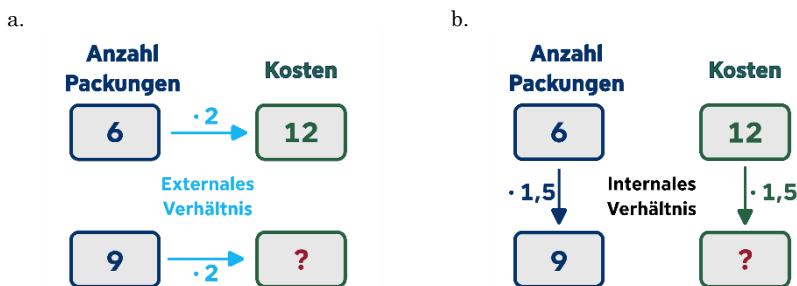 a.
Anzahl
Packungen
Kosten
· 2
6
12
Externales
Verhältnis
9
· 2
?
b.
Anzahl
Packungen
Kosten
6
12
· 1,5
Internales
Verhältnis
· 1,5
9
?